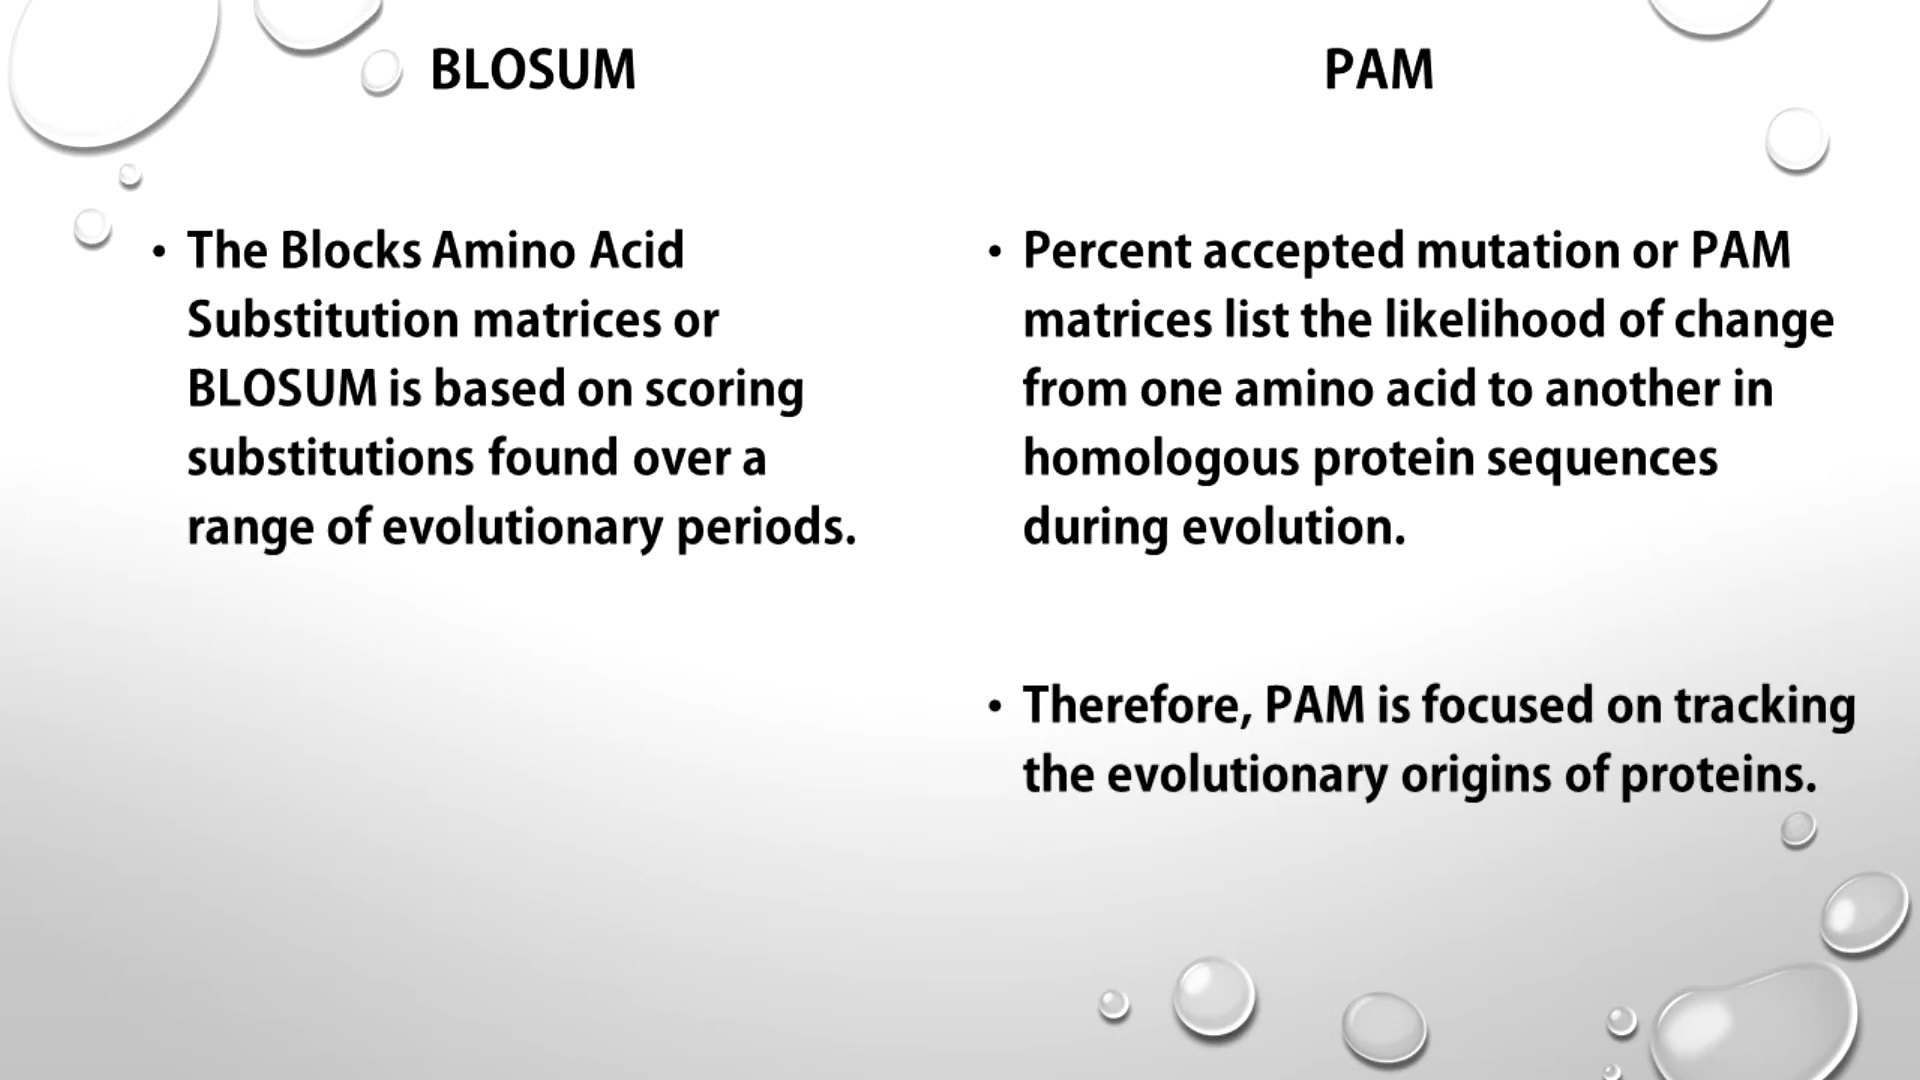 BLOSUM
• The Blocks Amino Acid
Substitution matrices or
BLOSUM is based on scoring
substitutions found over a
range of evolutionary periods.
PAM
• Percent accepted mutation or PAM
matrices list the likelihood of change
from one amino acid to another in
homologous protein sequences
during evolution.
• Therefore, PAM is focused on tracking
the evolutionary origins of proteins.